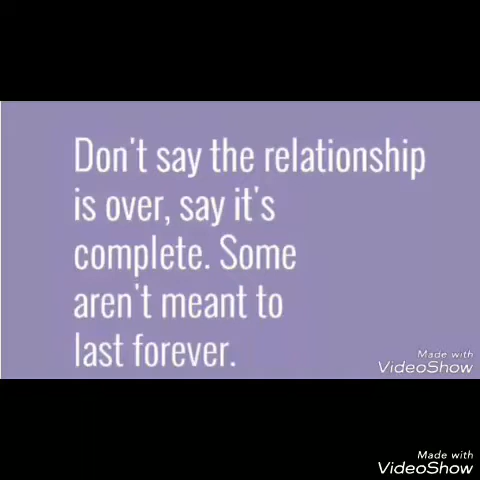 Don't say the relationship
is over, say it's
complete. Some
aren't meant to
last forever.
Made with
VideoShow
Made with
VideoShow